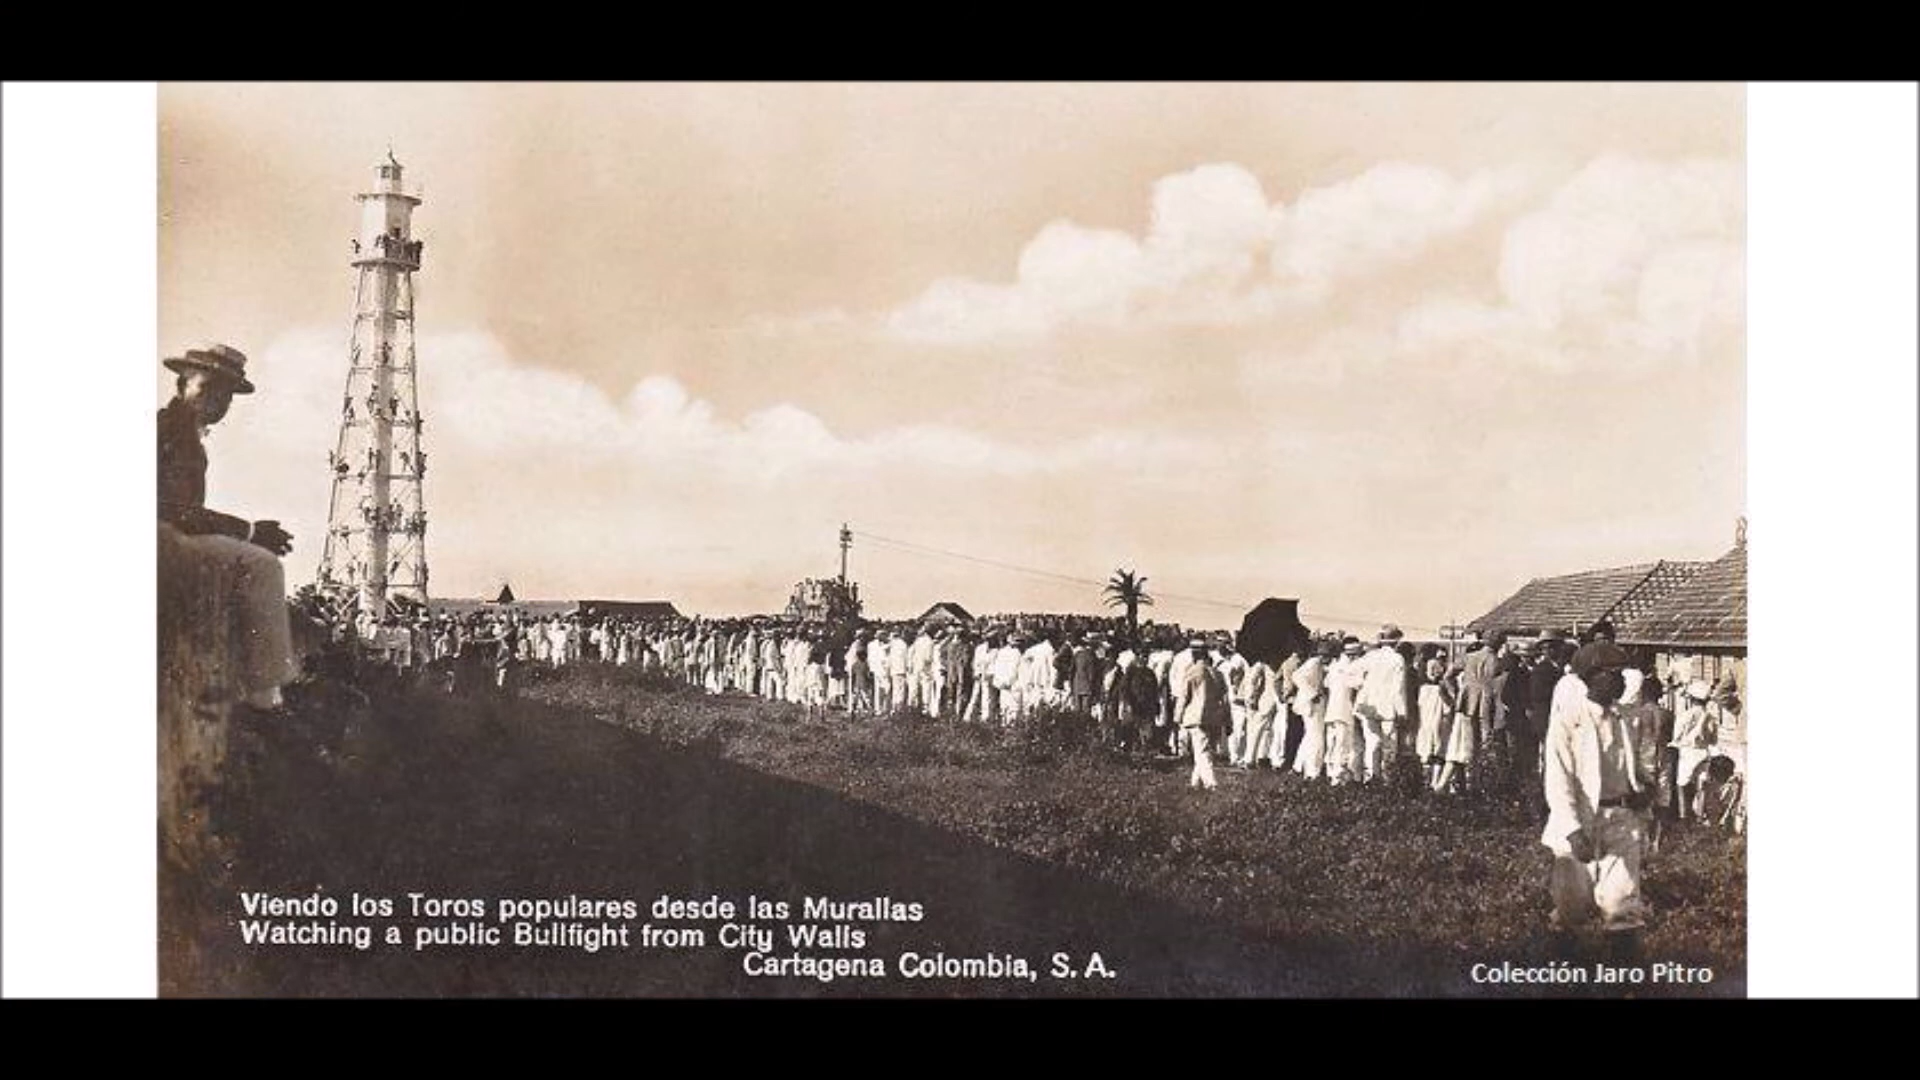 Viendo los Toros populares desde las Murallas
Watching a public Bullfight from City Walls
Cartagena Colombia, S. A.
Colección Jaro Pitro